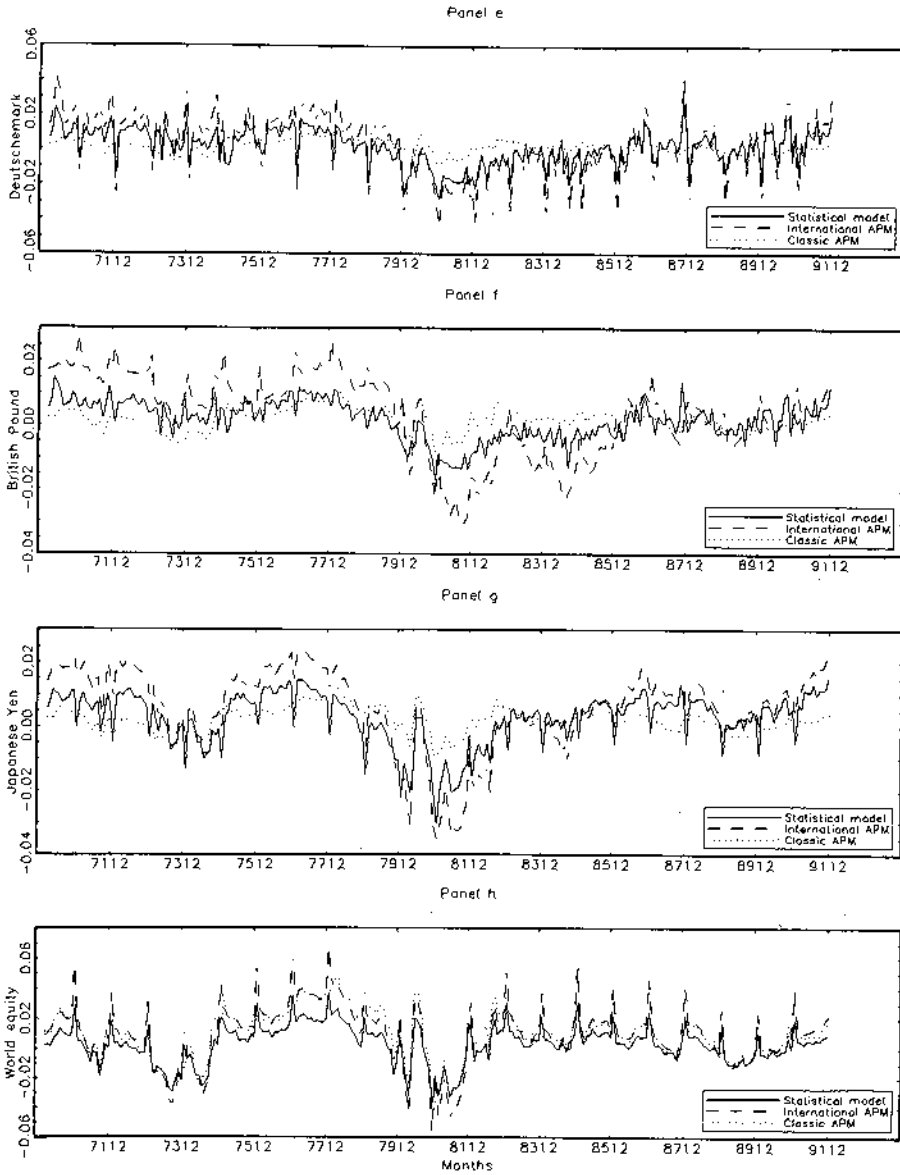 Panel e
0.06
0.02
-0.02
-0.06
Deutschemark
Statistical model
International APM
Classic APM
7112 7312 7512 7712 7912 8112 8312 8512 8712 8912 9112
Panel f
0.02
0.00
-0.02
-0.04
British Pound
Statistical model
International APM
Classic APM
7112 7312 7512 7712 7912 8112 8312 8512 8712 8912 9112
Panel g
0.02
0.00
-0.02
-0.04
Japanese Yen
Statistical model
International APM
Classic APM
7112 7312 7512 7712 7912 8112 8312 8512 8712 8912 9112
Panel h
0.06
0.02
-0.02
-0.06
World equity
Statistical model
International APM
Classic APM
7112 7312 7512 7712 7912 8112 8312 8512 8712 8912 9112
Months